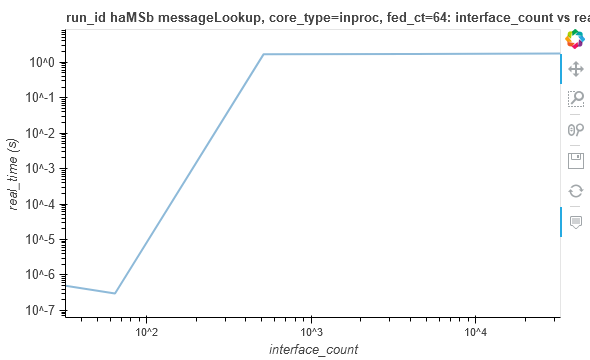 run_id haMSb messageLookup, core_type=inproc, fed_ct=64: interface_count vs rea
10^0
10^-1
10^-2
10^-3
10^-4
10^-5
10^-6
10^-7
real_time (s)
10^2 10^3 10^4
interface_count